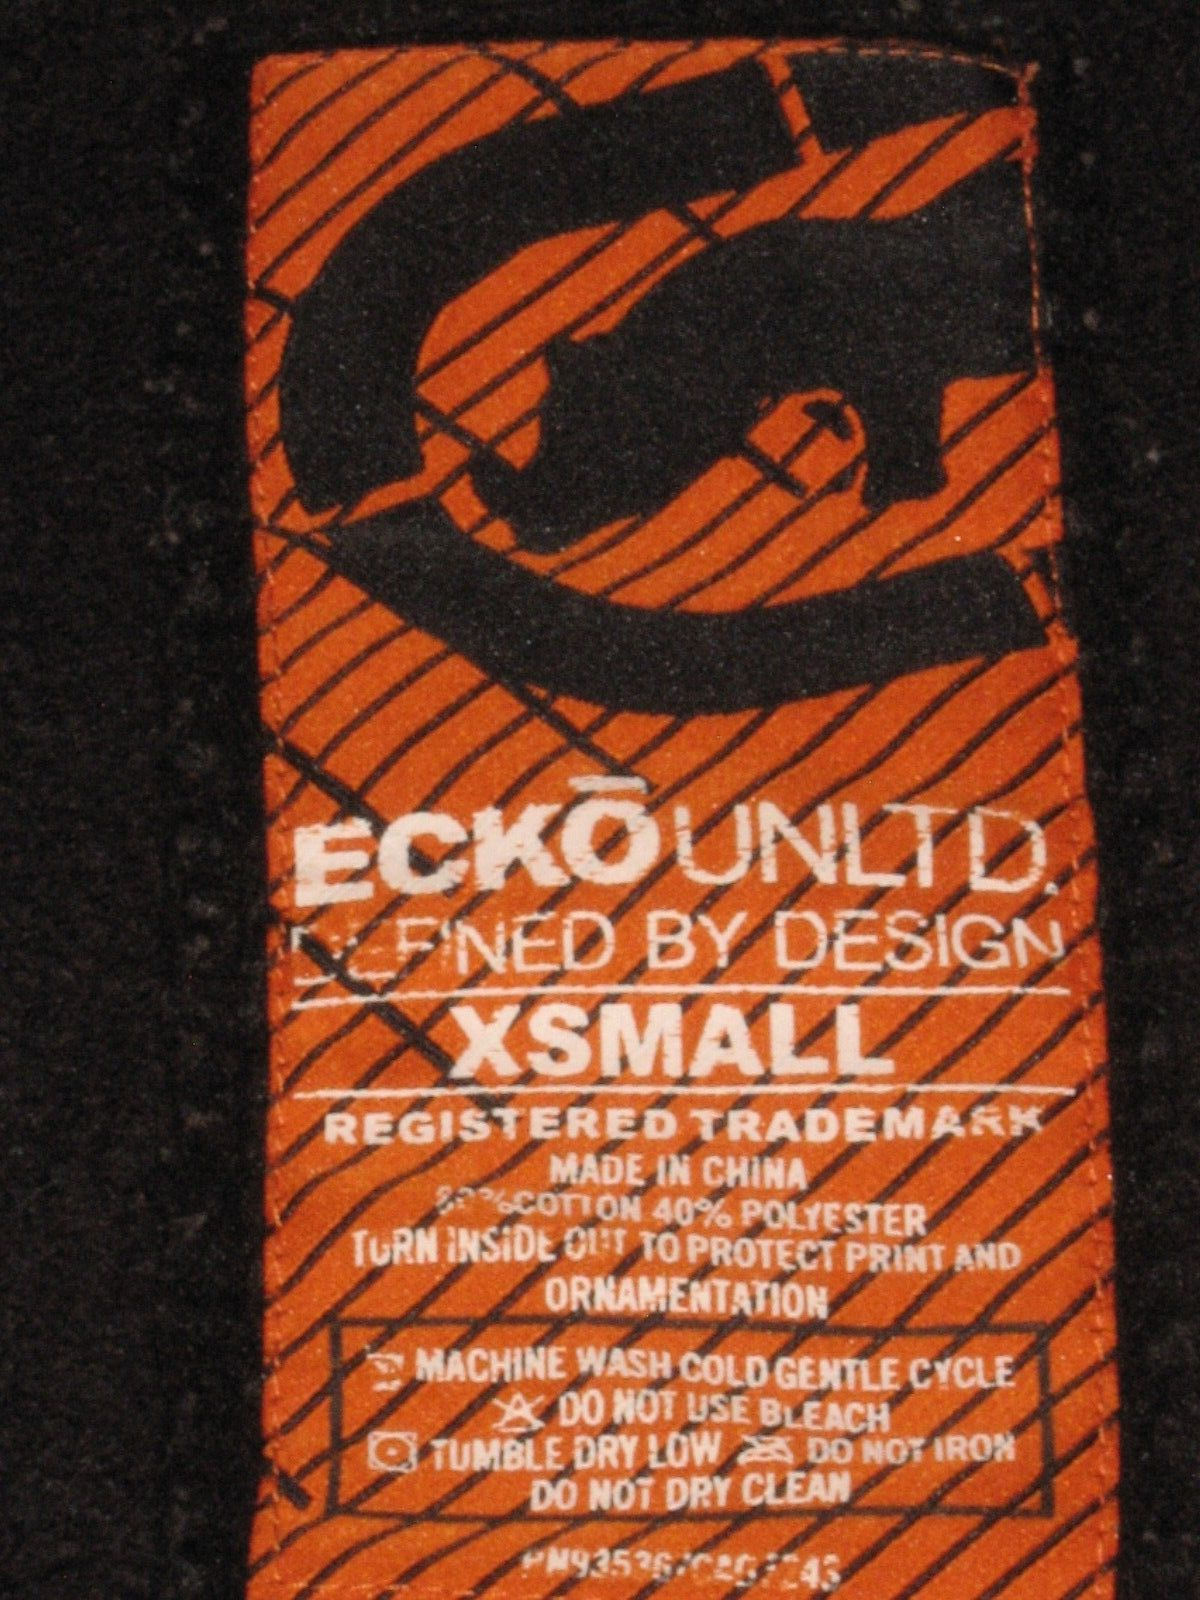 ECKŌ UNLTD.
DEFINED BY DESIGN
XSMALL
REGISTERED TRADEMARK
MADE IN CHINA
COTTON 40% POLYESTER
TURN INSIDE OUT TO PROTECT PRINT AND
ORNAMENTATION
MACHINE WASH COLD GENTLE CYCLE
DO NOT USE BLEACH
TUMBLE DRY LOW DO NOT IRON
DO NOT DRY CLEAN